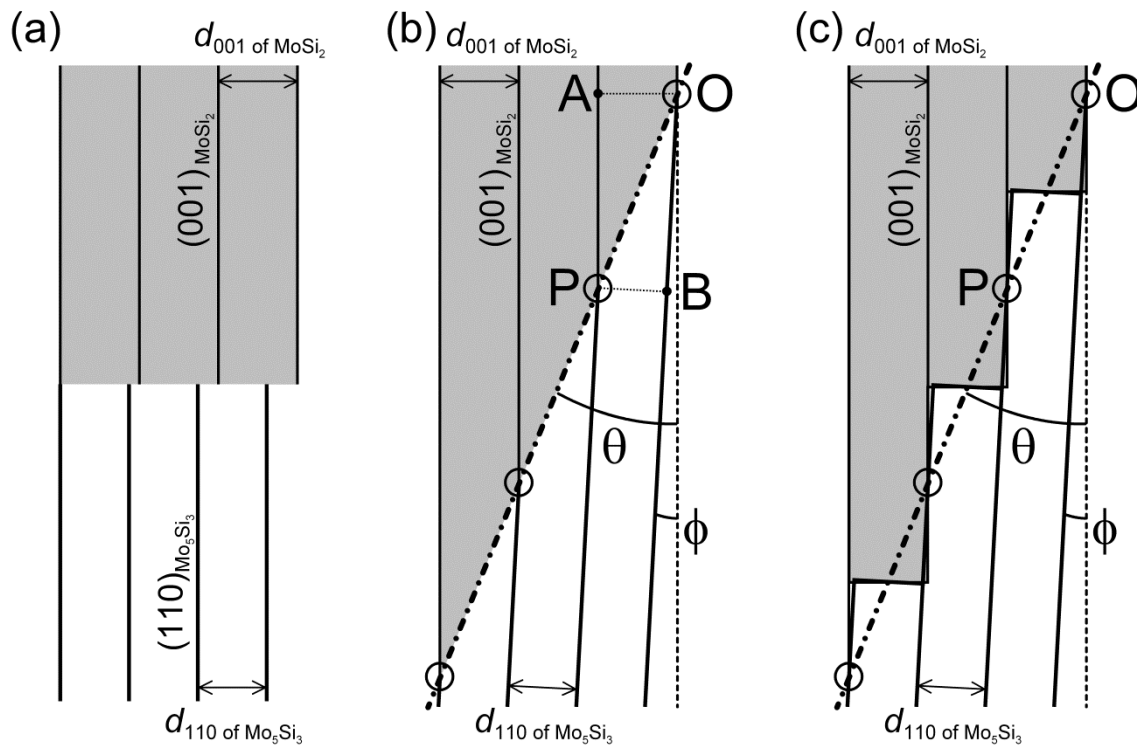 (a)
d001 of MoSi2
(001)MoSi2
(110)Mo5Si3
d110 of Mo5Si3
(b)
d001 of MoSi2
(001)MoSi2
A
O
P
B
θ
ϕ
d110 of Mo5Si3
(c)
d001 of MoSi2
(001)MoSi2
O
P
θ
ϕ
d110 of Mo5Si3